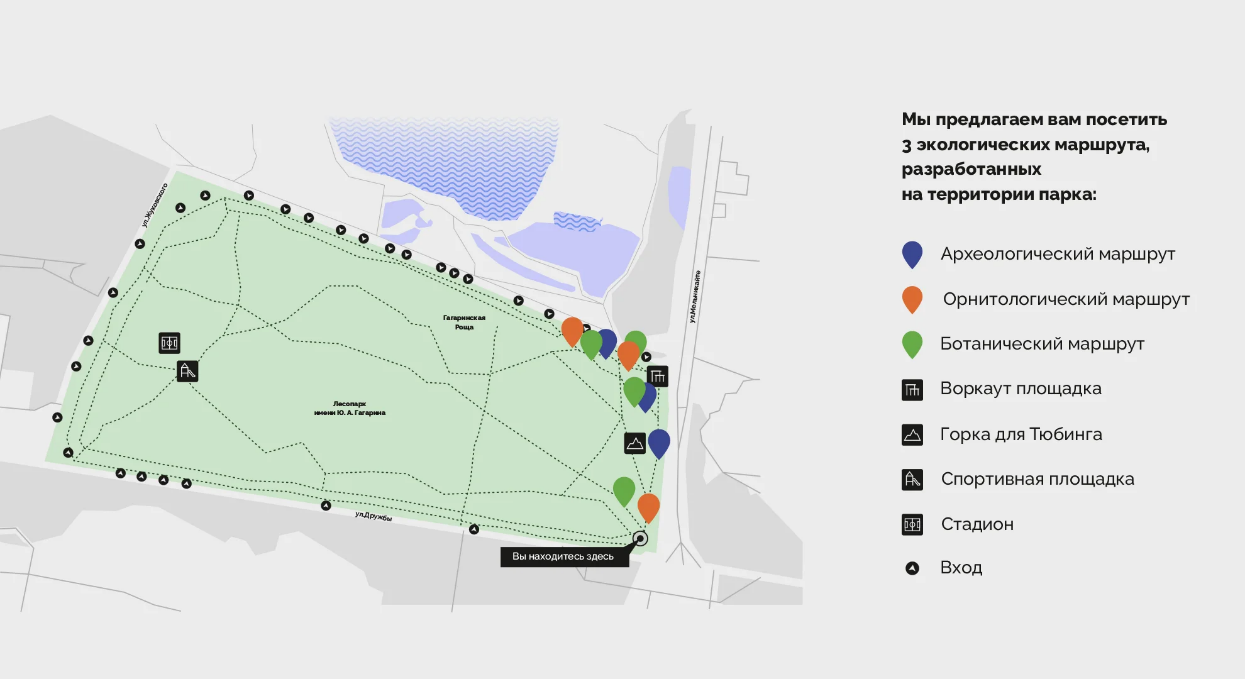 Мы предлагаем вам посетить
3 экологических маршрута,
разработанных
на территории парка:
Археологический маршрут
Орнитологический маршрут
Ботанический маршрут
Воркаут площадка
Горка для Тюбинга
Спортивная площадка
Стадион
Вход
ул.Жуковского
Гагаринская
Роща
ул.Мельникайте
Лесопарк
имени Ю. А. Гагарина
ул.Дружбы
Вы находитесь здесь